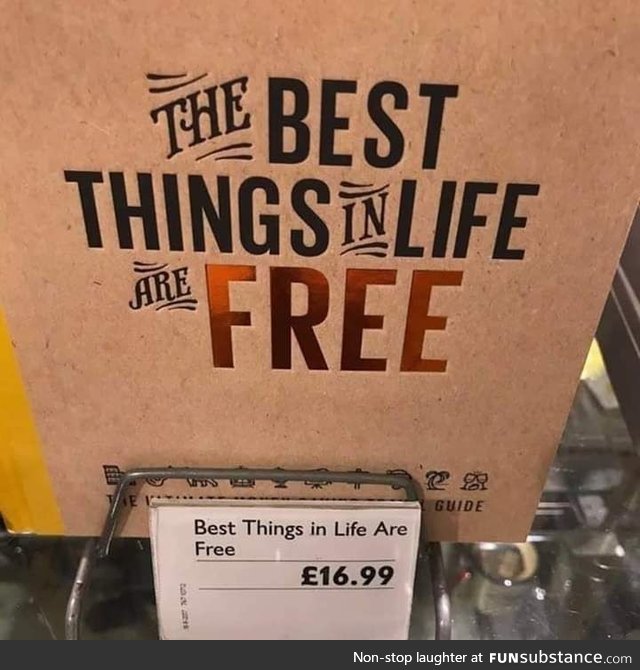 THE BEST
THINGS IN LIFE
ARE FREE
GUIDE
Best Things in Life Are
Free
£16.99
Non-stop laughter at FUNsubstance.com